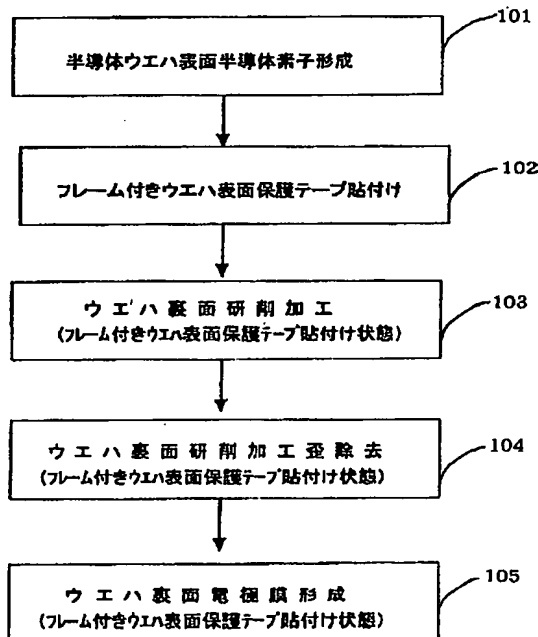 101
半導体ウエハ表面半導体素子形成
102
フレーム付きウエハ表面保護テープ貼付け
103
ウエハ裏面研削加工
(フレーム付きウエハ表面保護テープ貼付け状態)
104
ウエハ裏面研削加工歪除去
(フレーム付きウエハ表面保護テープ貼付け状態)
105
ウエハ裏面電極膜形成
(フレーム付きウエハ表面保護テープ貼付け状態)